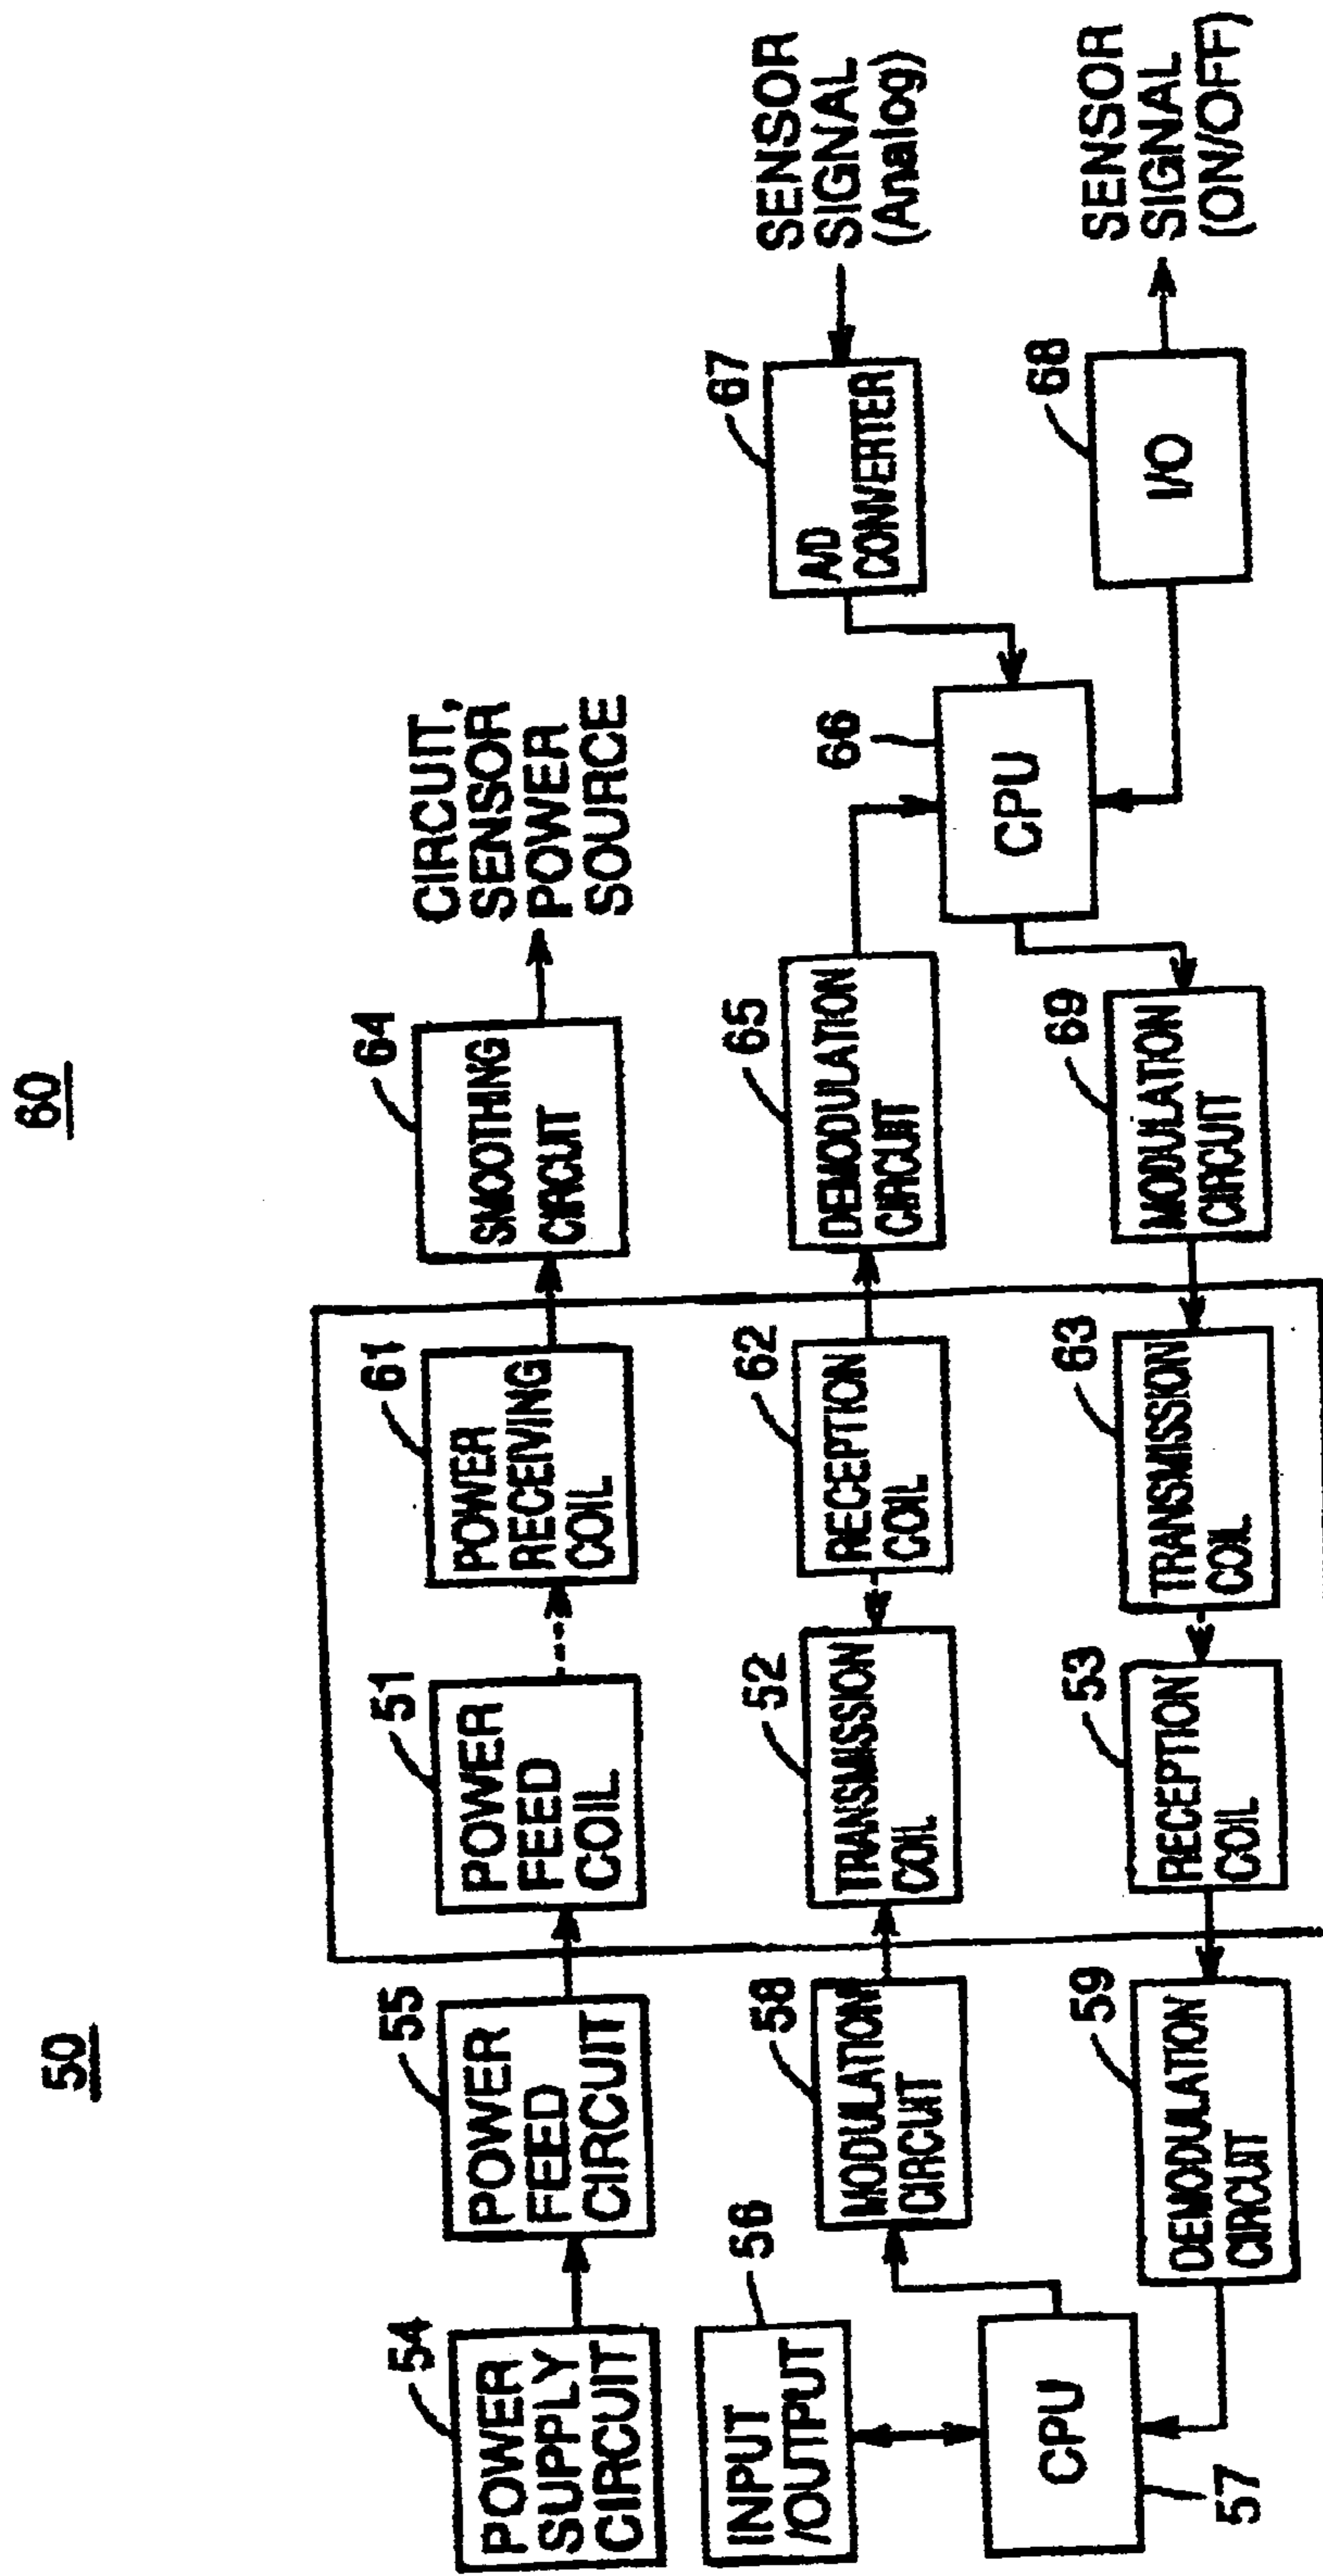 50
60
54
POWER
SUPPLY
CIRCUIT
55
POWER
FEED
CIRCUIT
51
POWER
FEED
COIL
61
POWER
RECEIVING
COIL
64
SMOOTHING
CIRCUIT
CIRCUIT,
SENSOR
POWER
SOURCE
56
INPUT
/OUTPUT
58
MODULATION
CIRCUIT
52
TRANSMISSION
COIL
62
RECEPTION
COIL
65
DEMODULATION
CIRCUIT
67
A/D
CONVERTER
SENSOR
SIGNAL
(Analog)
CPU
57
59
DEMODULATION
CIRCUIT
53
RECEPTION
COIL
63
TRANSMISSION
COIL
69
MODULATION
CIRCUIT
66
CPU
68
I/O
SENSOR
SIGNAL
(ON/OFF)